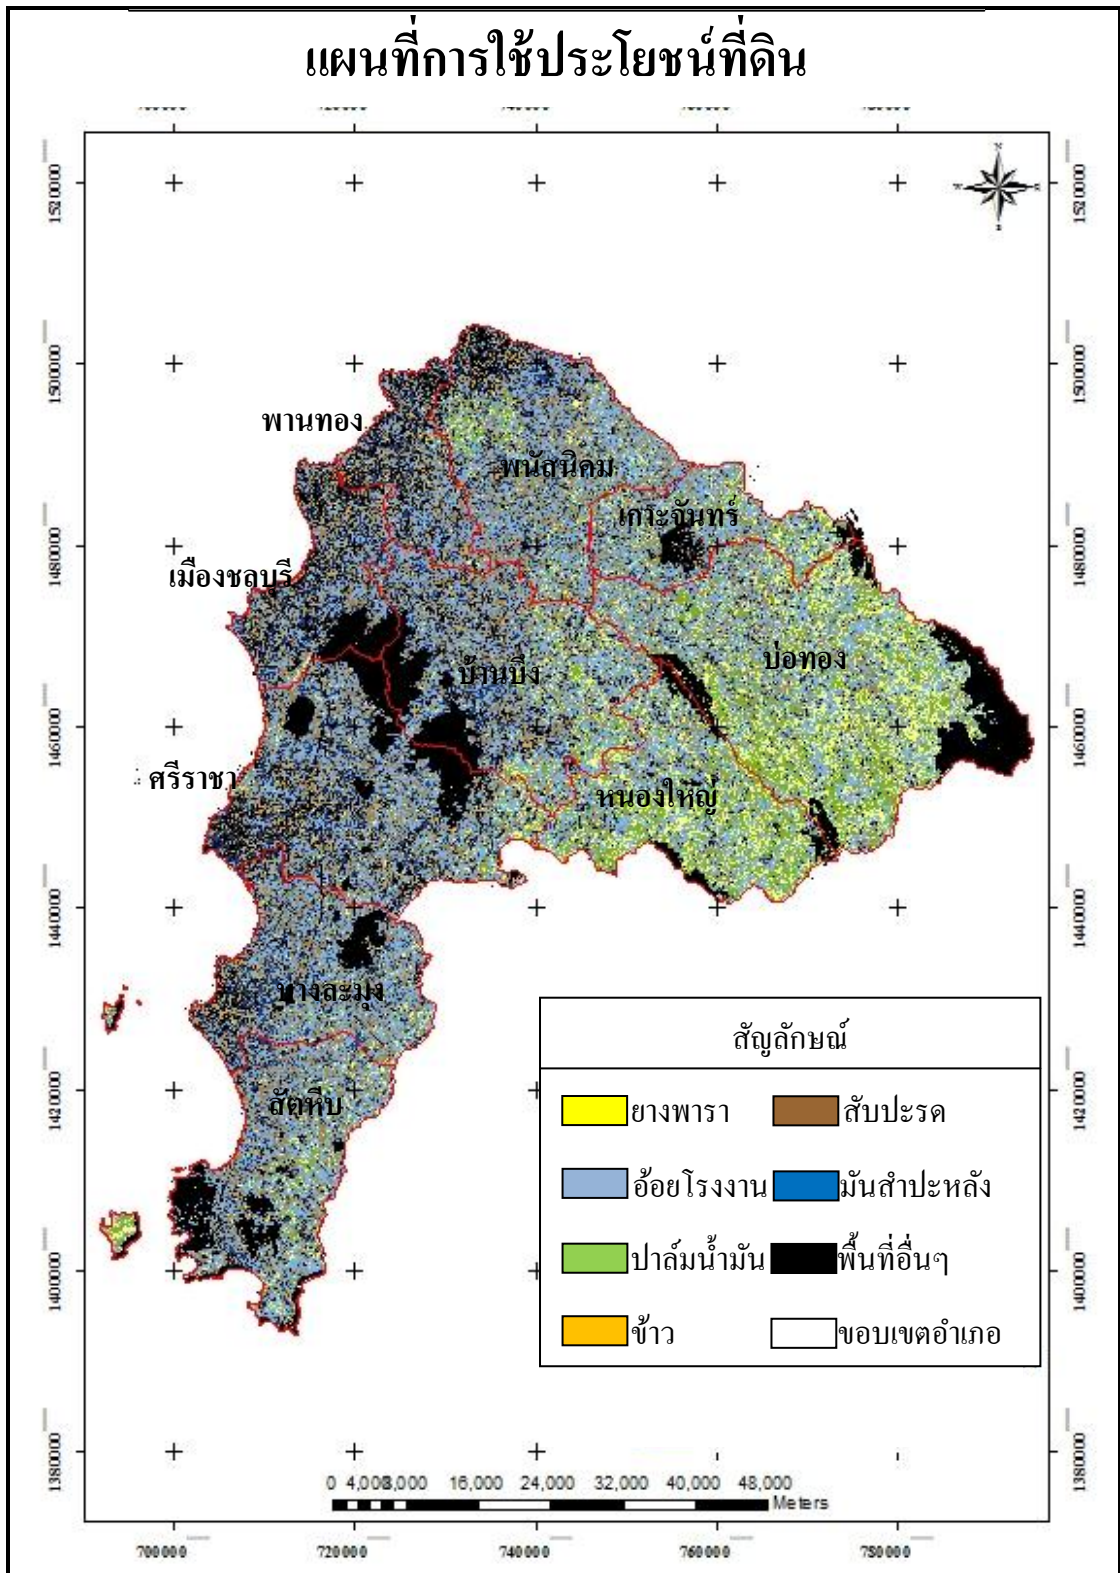 แผนที่การใช้ประโยชน์ที่ดิน
N
1520000
1520000
1500000
1500000
พานทอง
พนัสนิคม
เกาะจันทร์
1480000
1480000
เมืองชลบุรี
บ่อทอง
บ้านบึง
1460000
1460000
ศรีราชา
หนองใหญ่
1440000
1440000
บางละมุง
สัตหีบ
1420000
1420000
1400000
1400000
1380000
1380000
สัญลักษณ์
ยางพารา
สับปะรด
อ้อยโรงงาน
มันสำปะหลัง
ปาล์มน้ำมัน
พื้นที่อื่นๆ
ข้าว
ขอบเขตอำเภอ
0 4,000 8,000 16,000 24,000 32,000 40,000 48,000
Meters
700000 720000 740000 760000 780000